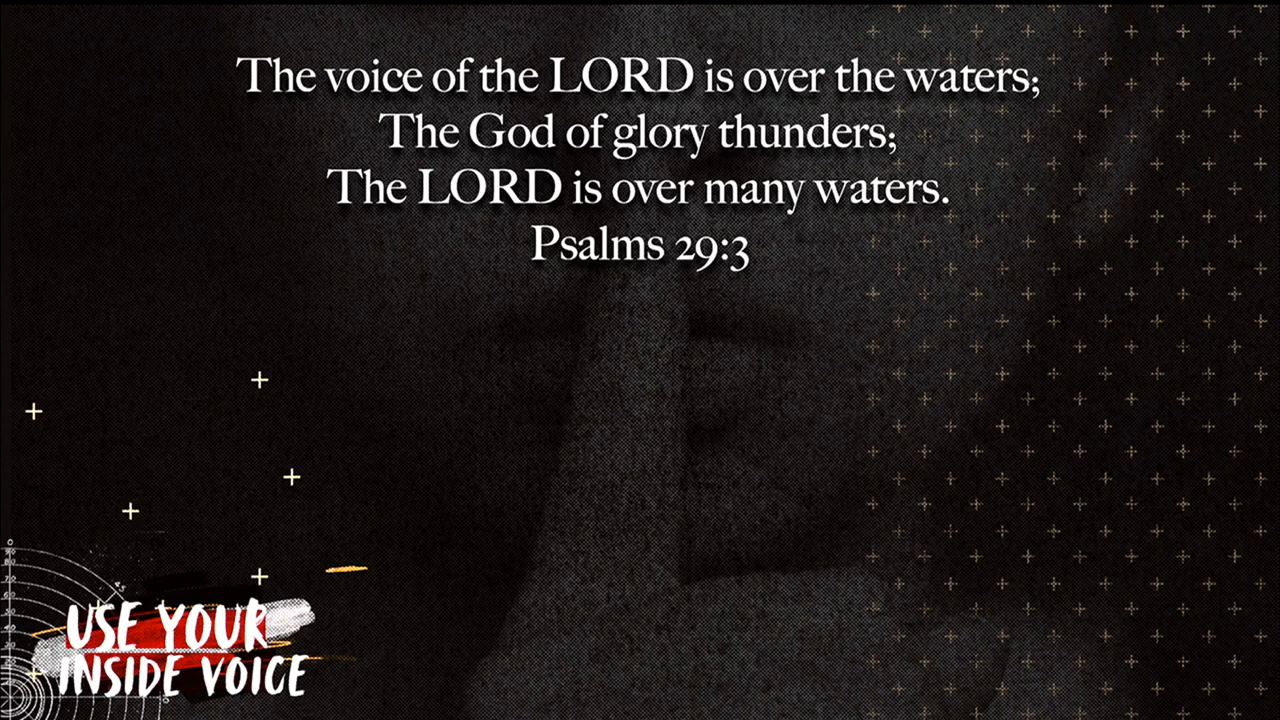 The voice of the LORD is over the waters;
The God of glory thunders;
The LORD is over many waters.
Psalms 29:3
USE YOUR
INSIDE VOICE